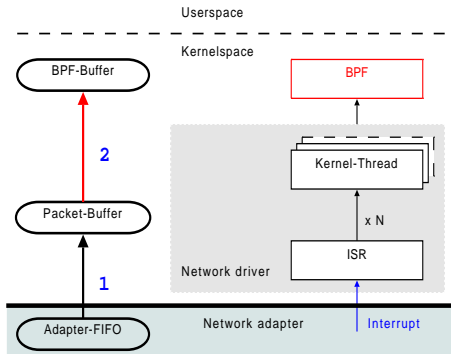 Userspace
Kernelspace
BPF-Buffer
BPF
2
Kernel-Thread
Packet-Buffer
x N
ISR
Network driver
1
Adapter-FIFO
Network adapter
Interrupt